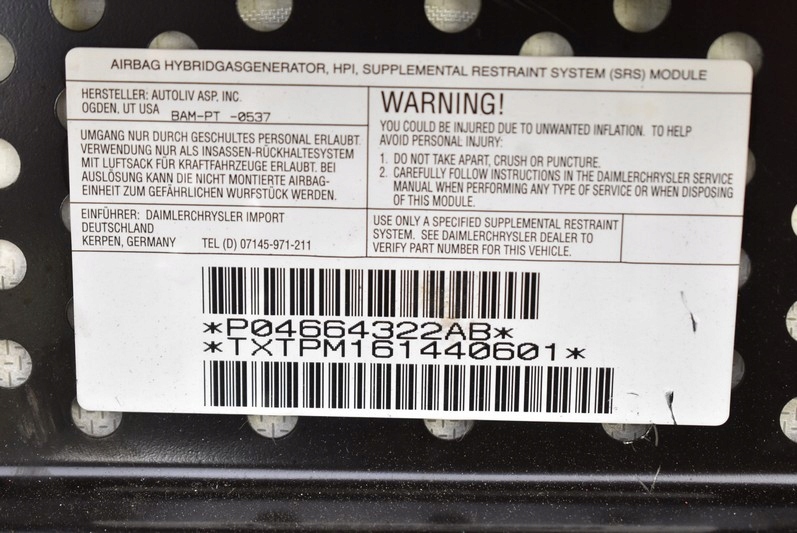 AIRBAG HYBRIDGASGENERATOR, HPI, SUPPLEMENTAL RESTRAINT SYSTEM (SRS) MODULE
HERSTELLER: AUTOLIV ASP, INC.
OGDEN, UT USA BAM-PT -0537
UMGANG NUR DURCH GESCHULTES PERSONAL ERLAUBT.
VERWENDUNG NUR ALS INSASSEN-RÜCKHALTESYSTEM
MIT LUFTSACK FÜR KRAFTFAHRZEUGE ERLAUBT. BEI
AUSLÖSUNG KANN DIE NICHT MONTIERTE AIRBAG-
EINHEIT ZUM GEFÄHRLICHEN WURFSTÜCK WERDEN.
EINFÜHRER: DAIMLERCHRYSLER IMPORT
DEUTSCHLAND
KERPEN, GERMANY TEL (D) 07145-971-211
WARNING!
YOU COULD BE INJURED DUE TO UNWANTED INFLATION. TO HELP
AVOID PERSONAL INJURY:
1. DO NOT TAKE APART, CRUSH OR PUNCTURE.
2. CAREFULLY FOLLOW INSTRUCTIONS IN THE DAIMLERCHRYSLER SERVICE
MANUAL WHEN PERFORMING ANY TYPE OF SERVICE OR WHEN DISPOSING
OF THIS MODULE.
USE ONLY A SPECIFIED SUPPLEMENTAL RESTRAINT
SYSTEM. SEE DAIMLERCHRYSLER DEALER TO
VERIFY PART NUMBER FOR THIS VEHICLE.
*P04664322AB*
*TXTPM161440601*